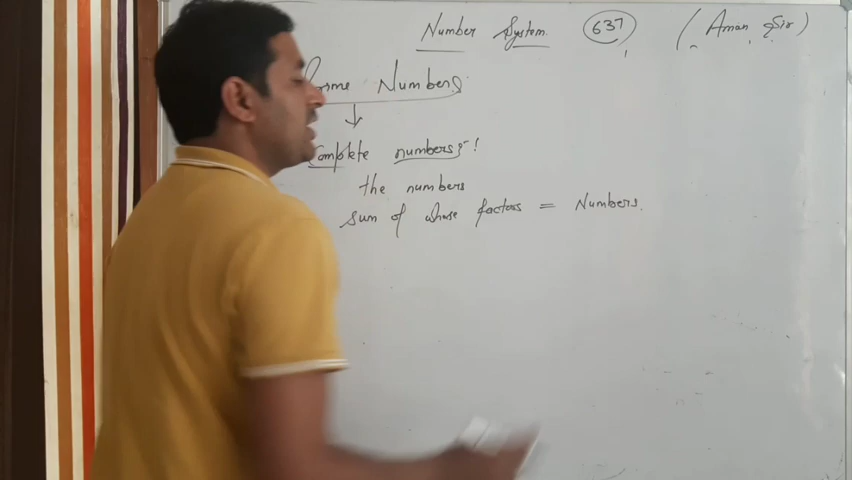 Number System. 637 (Aman Sir)
Numbers
Complete numbers :- !
the numbers
sum of whose factors = Numbers.